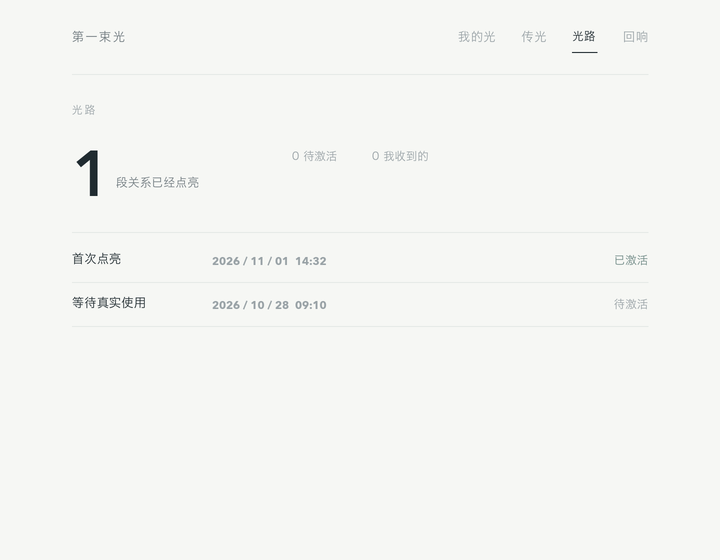 第一束光
我的光 传光 光路 回响
光路
1 段关系已经点亮
0 待激活 0 我收到的
首次点亮 2026 / 11 / 01 14:32 已激活
等待真实使用 2026 / 10 / 28 09:10 待激活